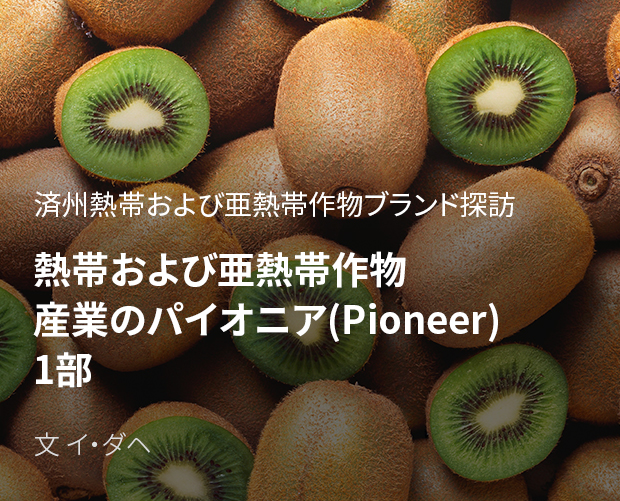 済州熱帯および亜熱帯作物ブランド探訪
熱帯および亜熱帯作物
産業のパイオニア(Pioneer)
1部
文 イ・ダヘ